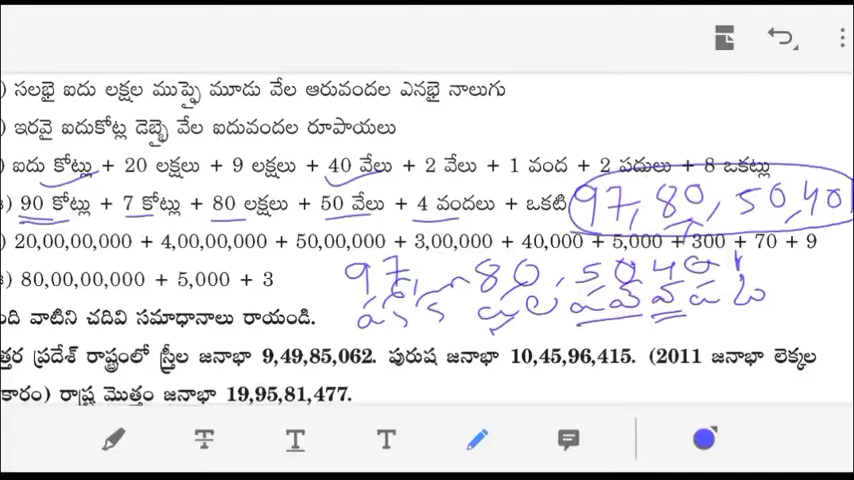 ) సలభై ఐదు లక్షల ముప్ఫై మూడు వేల ఆరువందల ఎనభై నాలుగు
) ఇరవై ఐదుకోట్ల డెబ్భై వేల ఐదువందల రూపాయలు
) ఐదు కోట్లు + 20 లక్షలు + 9 లక్షలు + 40 వేలు + 2 వేలు + 1 వంద + 2 పదులు + 8 ఒకట్లు
) 90 కోట్లు + 7 కోట్లు + 80 లక్షలు + 50 వేలు + 4 వందలు + ఒకటి 97,80,50,40
) 20,00,00,000 + 4,00,00,000 + 50,00,000 + 3,00,000 + 40,000 + 5,000 + 300 + 70 + 9
) 80,00,00,000 + 5,000 + 3
97, 80, 50401
ంది వాటిని చదివి సమాధానాలు రాయండి.
త్తర ప్రదేశ్ రాష్ట్రంలో స్త్రీల జనాభా 9,49,85,062. పురుష జనాభా 10,45,96,415. (2011 జనాభా లెక్కల
కారం) రాష్ట్ర మొత్తం జనాభా 19,95,81,477.